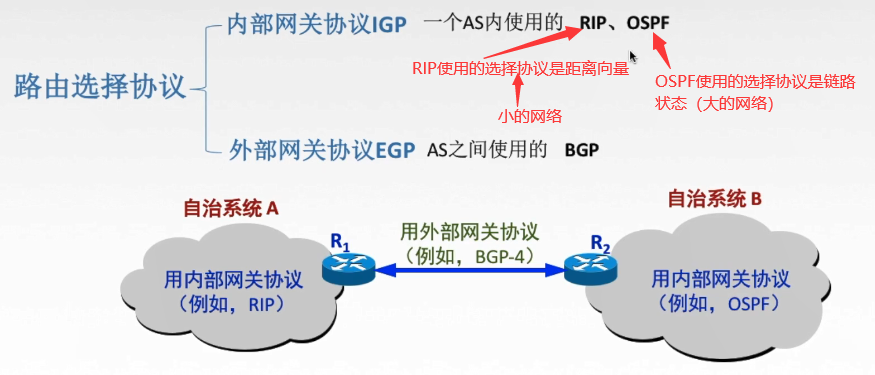 内部网关协议IGP 一个AS内使用的 RIP、OSPF
RIP使用的选择协议是距离向量
OSPF使用的选择协议是链路
状态（大的网络）
路由选择协议
小的网络
外部网关协议EGP AS之间使用的 BGP
自治系统 A
自治系统 B
R1
用外部网关协议
（例如，BGP-4）
R2
用内部网关协议
（例如，RIP）
用内部网关协议
（例如，OSPF）